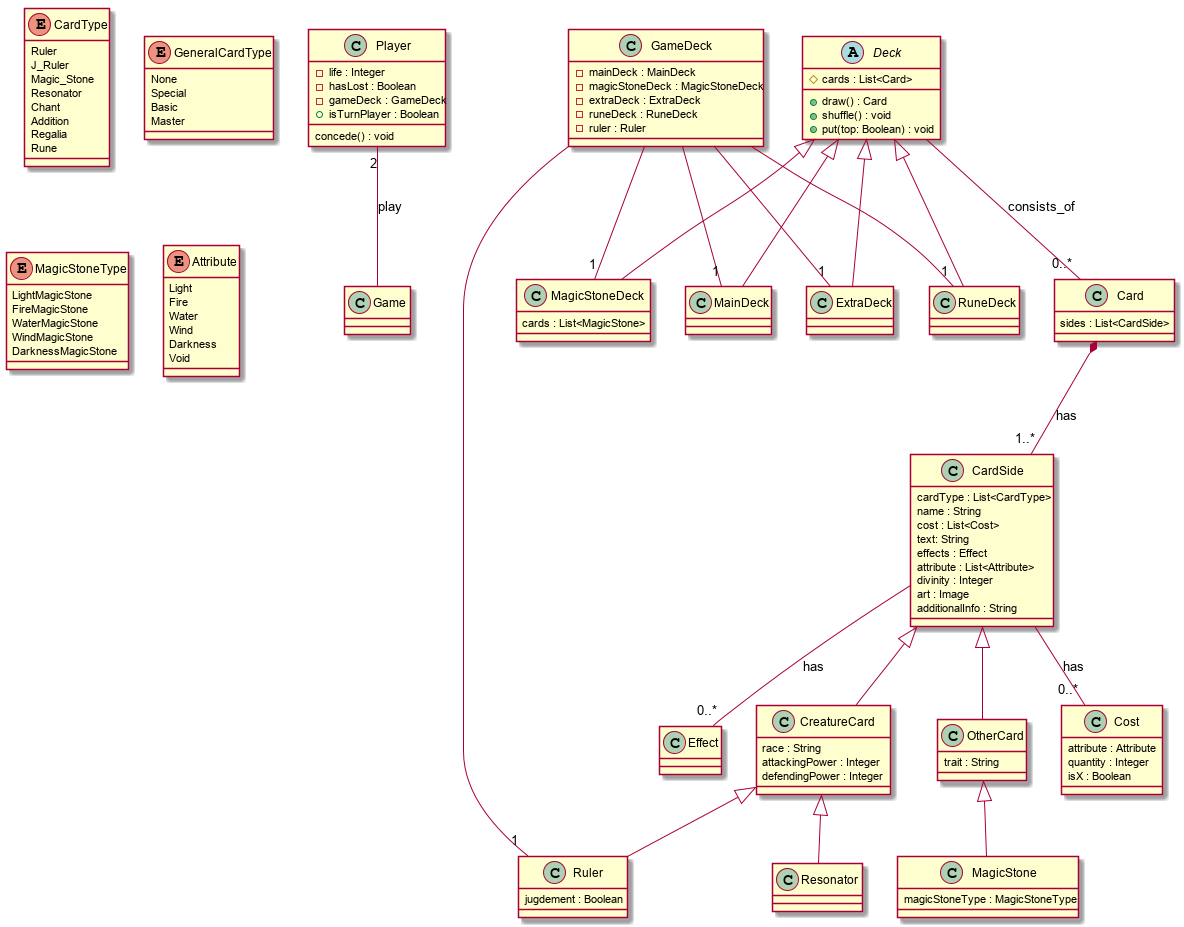 E CardType
Ruler
J_Ruler
Magic_Stone
Resonator
Chant
Addition
Regalia
Rune
E GeneralCardType
None
Special
Basic
Master
C Player
life : Integer
hasLost : Boolean
gameDeck : GameDeck
isTurnPlayer : Boolean
concede() : void
C GameDeck
mainDeck : MainDeck
magicStoneDeck : MagicStoneDeck
extraDeck : ExtraDeck
runeDeck : RuneDeck
ruler : Ruler
A Deck
cards : List<Card>
draw() : Card
shuffle() : void
put(top: Boolean) : void
2
play
consists_of
1
1
1
1
0..*
E MagicStoneType
LightMagicStone
FireMagicStone
WaterMagicStone
WindMagicStone
DarknessMagicStone
E Attribute
Light
Fire
Water
Wind
Darkness
Void
C Game
C MagicStoneDeck
cards : List<MagicStone>
C MainDeck
C ExtraDeck
C RuneDeck
C Card
sides : List<CardSide>
has
1..*
C CardSide
cardType : List<CardType>
name : String
cost : List<Cost>
text: String
effects : Effect
attribute : List<Attribute>
divinity : Integer
art : Image
additionalInfo : String
has
0..*
has
0..*
C Effect
C CreatureCard
race : String
attackingPower : Integer
defendingPower : Integer
C OtherCard
trait : String
C Cost
attribute : Attribute
quantity : Integer
isX : Boolean
1
C Ruler
jugdement : Boolean
C Resonator
C MagicStone
magicStoneType : MagicStoneType